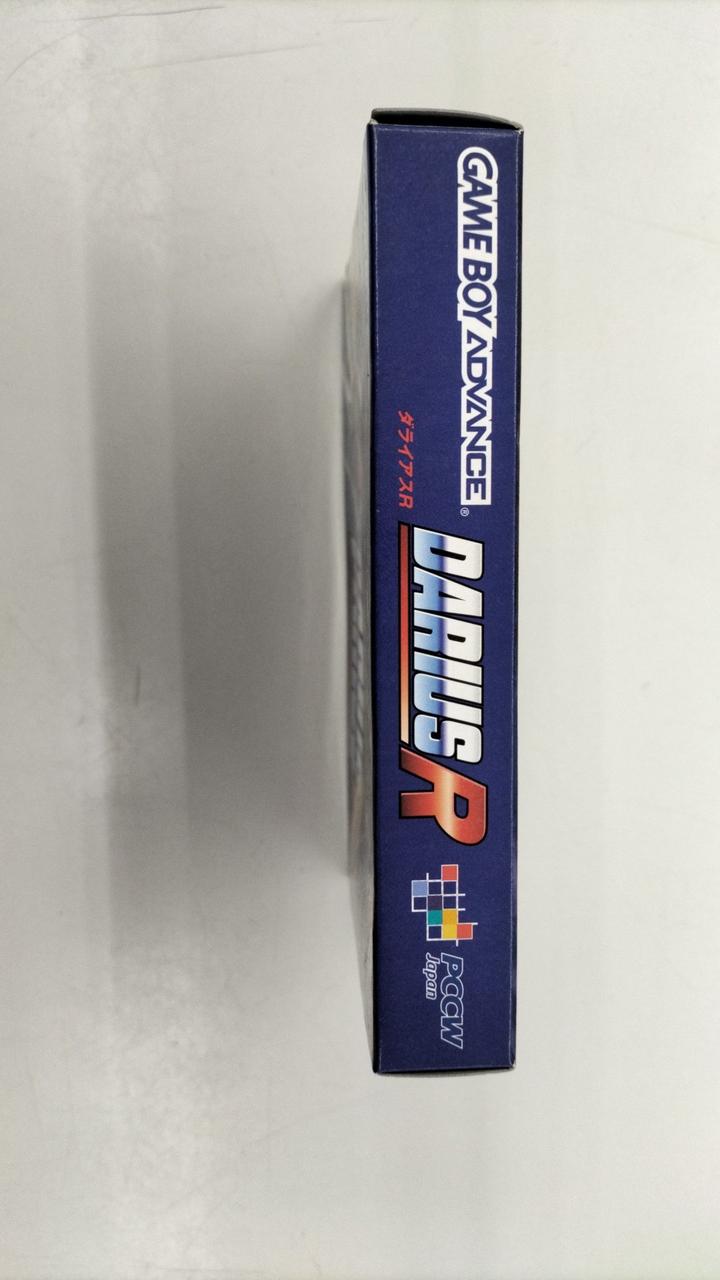 GAME BOY ADVANCE®
ダライアスR
DARIUS R
PCCW
Japan